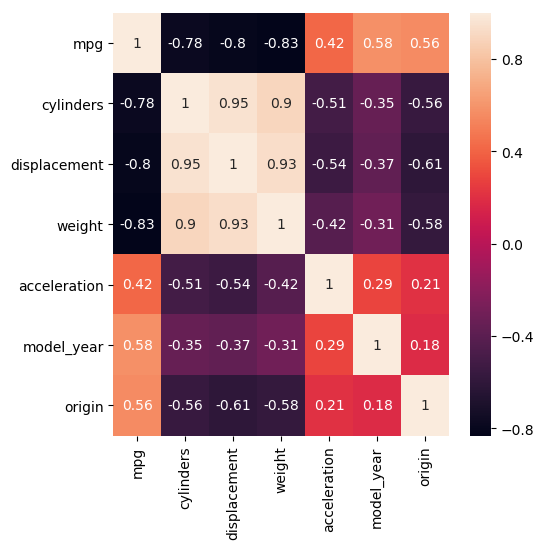 mpg 1 -0.78 -0.8 -0.83 0.42 0.58 0.56
cylinders -0.78 1 0.95 0.9 -0.51 -0.35 -0.56
displacement -0.8 0.95 1 0.93 -0.54 -0.37 -0.61
weight -0.83 0.9 0.93 1 -0.42 -0.31 -0.58
acceleration 0.42 -0.51 -0.54 -0.42 1 0.29 0.21
model_year 0.58 -0.35 -0.37 -0.31 0.29 1 0.18
origin 0.56 -0.56 -0.61 -0.58 0.21 0.18 1
mpg cylinders displacement weight acceleration model_year origin
0.8
0.4
0.0
−0.4
−0.8